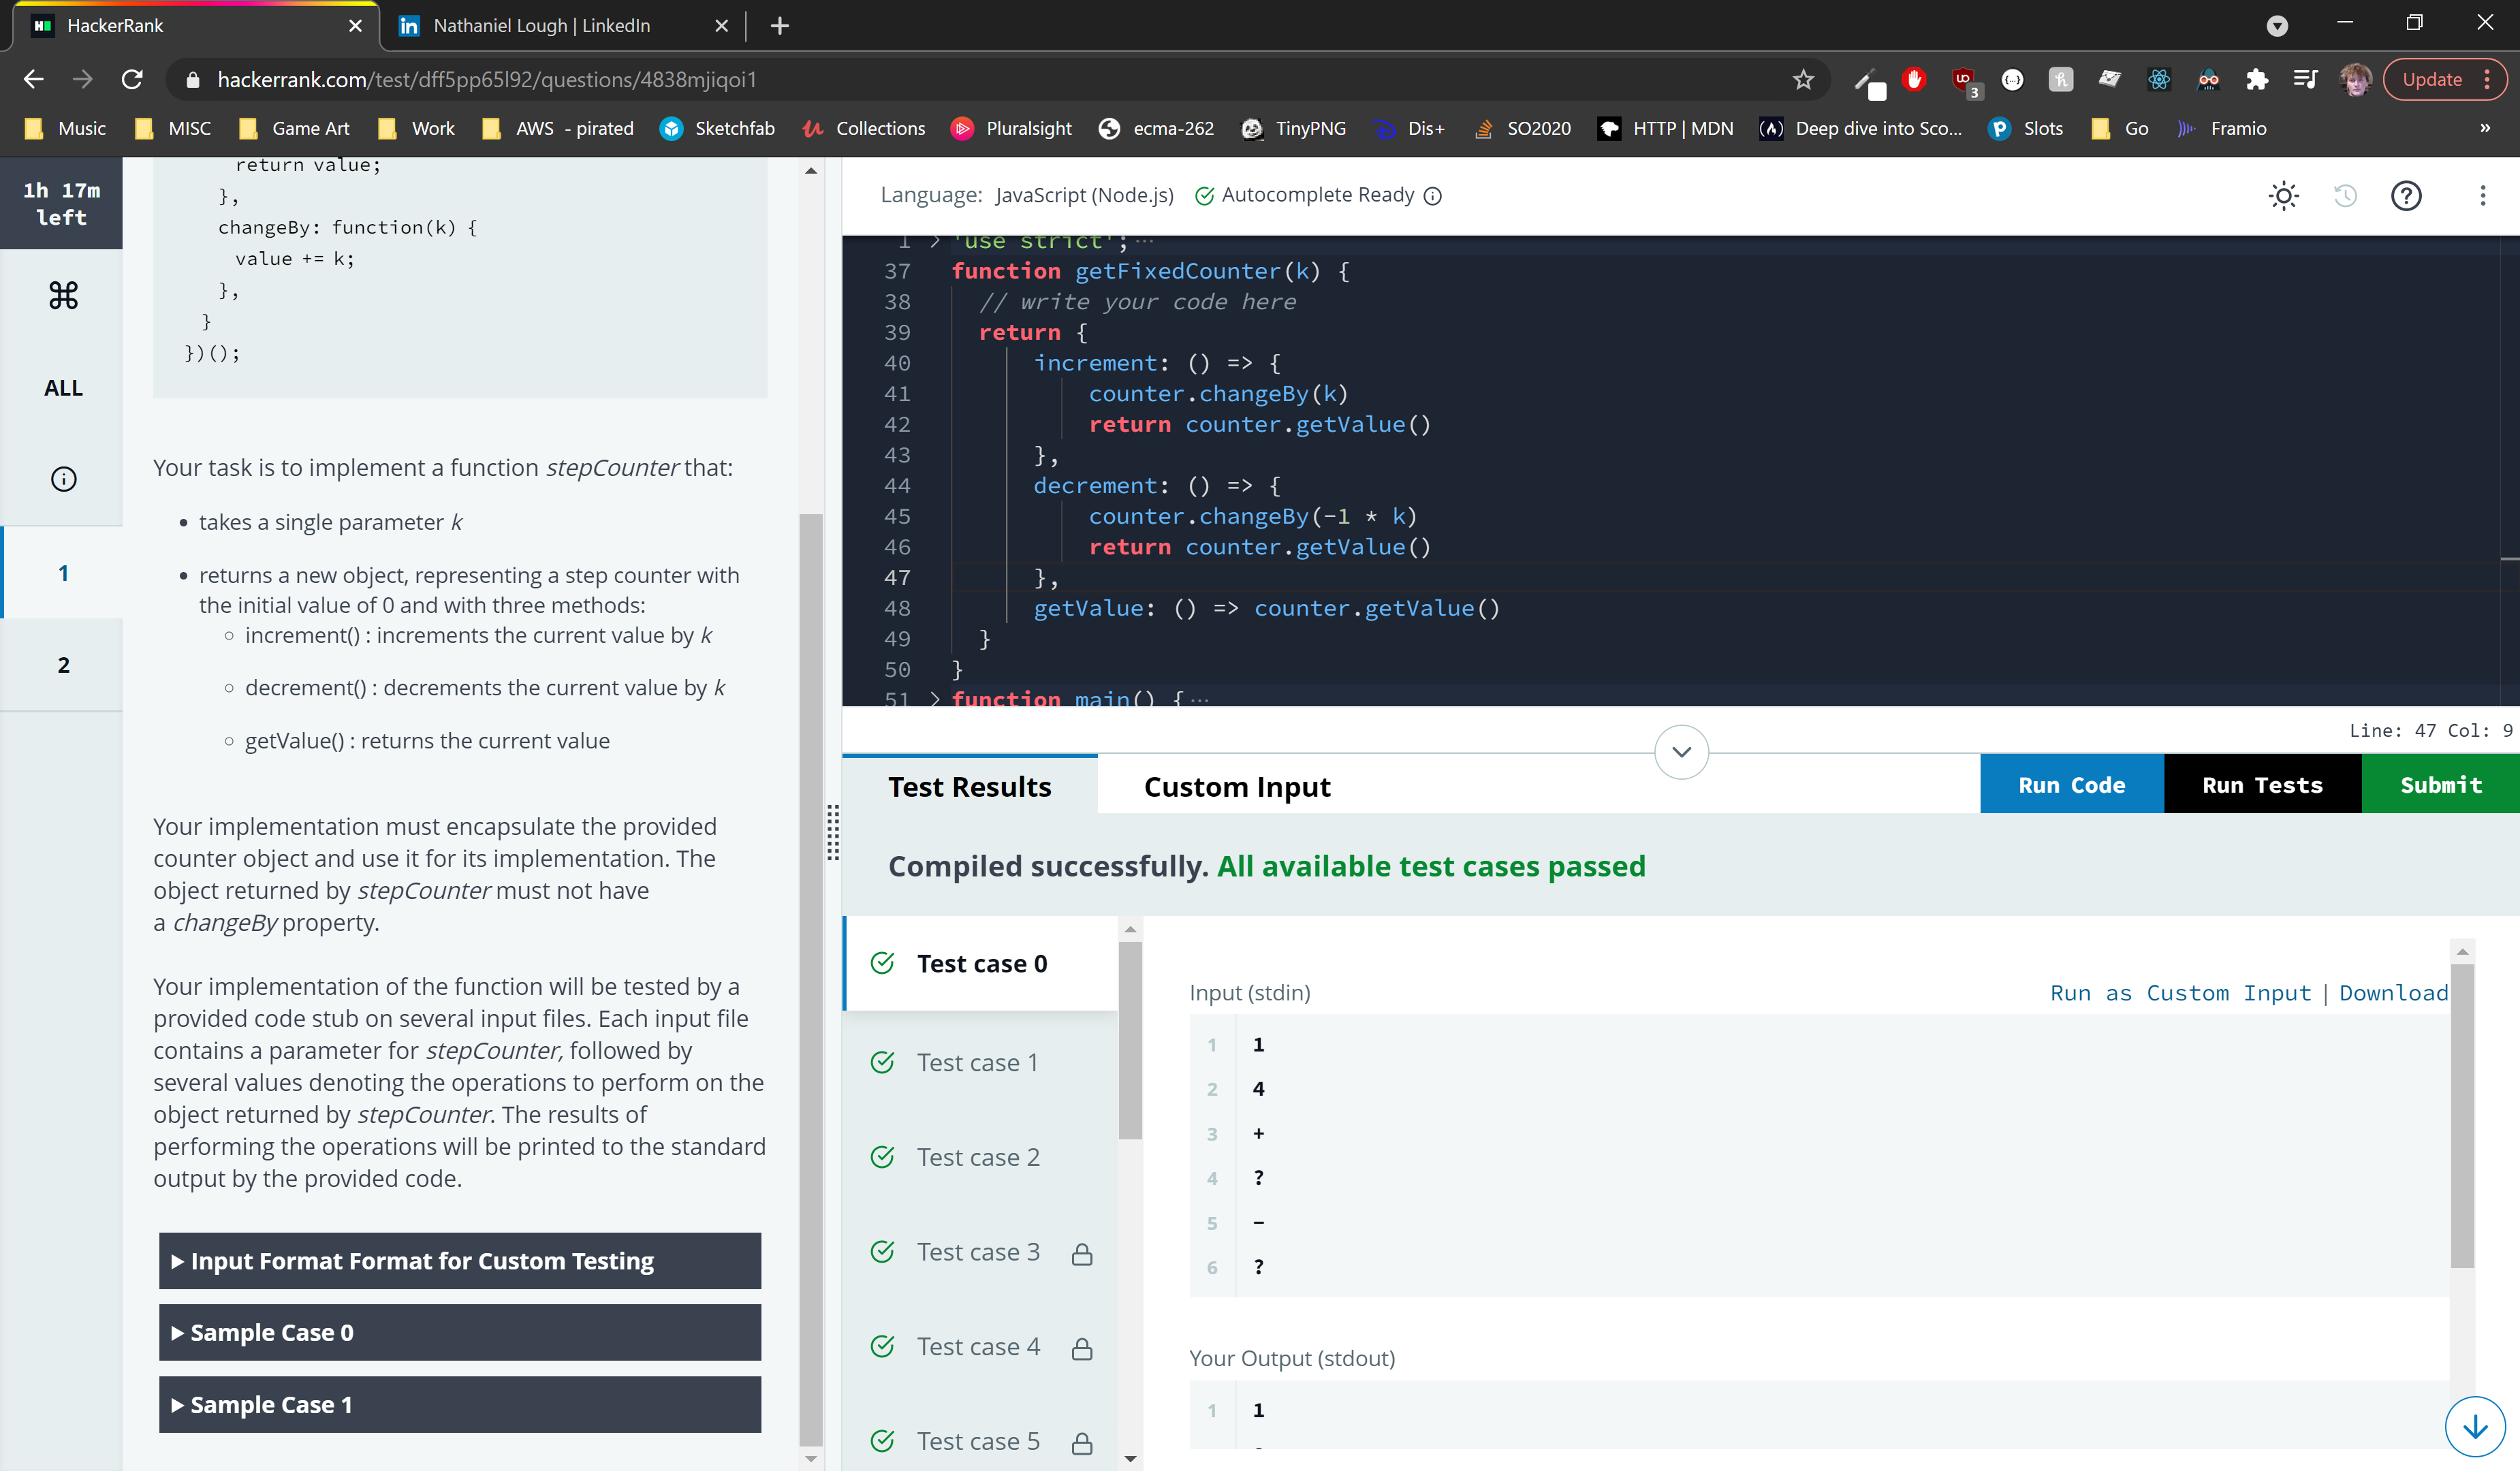 HackerRank
Nathaniel Lough | LinkedIn
hackerrank.com/test/dff5pp65l92/questions/4838mjiqoi1
3
Update
Music
MISC
Game Art
Work
AWS - pirated
Sketchfab
Collections
Pluralsight
ecma-262
TinyPNG
Dis+
SO2020
HTTP | MDN
Deep dive into Sco...
Slots
Go
Framio
»
1h 17m
left
ALL
1
2
return value;
},
changeBy: function(k) {
value += k;
},
}
})();
Your task is to implement a function stepCounter that:
• takes a single parameter k
• returns a new object, representing a step counter with
the initial value of 0 and with three methods:
○ increment() : increments the current value by k
○ decrement() : decrements the current value by k
○ getValue() : returns the current value
Your implementation must encapsulate the provided
counter object and use it for its implementation. The
object returned by stepCounter must not have
a changeBy property.
Your implementation of the function will be tested by a
provided code stub on several input files. Each input file
contains a parameter for stepCounter, followed by
several values denoting the operations to perform on the
object returned by stepCounter. The results of
performing the operations will be printed to the standard
output by the provided code.
Input Format Format for Custom Testing
Sample Case 0
Sample Case 1
Language: JavaScript (Node.js) Autocomplete Ready
1 > 'use strict'; ···
37 function getFixedCounter(k) {
38 // write your code here
39 return {
40 increment: () => {
41 counter.changeBy(k)
42 return counter.getValue()
43 },
44 decrement: () => {
45 counter.changeBy(-1 * k)
46 return counter.getValue()
47 },
48 getValue: () => counter.getValue()
49 }
50 }
51 > function main() { ···
Line: 47 Col: 9
Test Results
Custom Input
Run Code
Run Tests
Submit
Compiled successfully. All available test cases passed
Test case 0
Test case 1
Test case 2
Test case 3
Test case 4
Test case 5
Input (stdin)
Run as Custom Input | Download
1 1
2 4
3 +
4 ?
5 -
6 ?
Your Output (stdout)
1 1